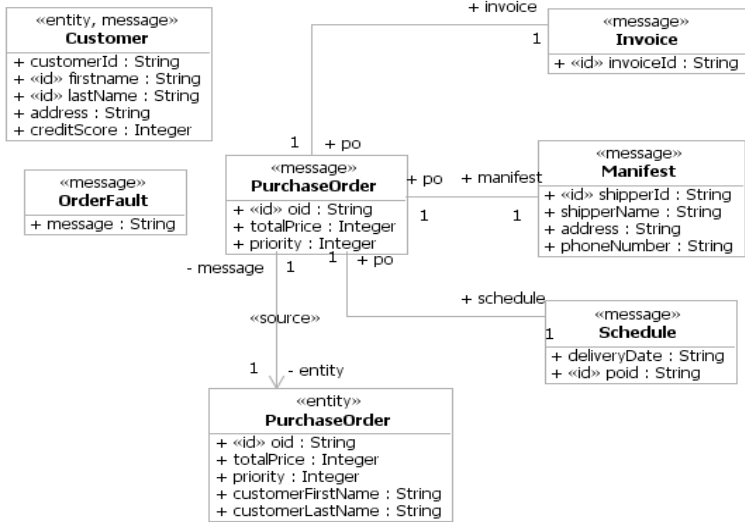 «entity, message»
Customer
+ customerId : String
+ «id» firstname : String
+ «id» lastName : String
+ address : String
+ creditScore : Integer
+ invoice
1
«message»
Invoice
+ «id» invoiceId : String
1
+ po
«message»
OrderFault
+ message : String
«message»
PurchaseOrder
+ «id» oid : String
+ totalPrice : Integer
+ priority : Integer
+ po
1
+ manifest
1
«message»
Manifest
+ «id» shipperId : String
+ shipperName : String
+ address : String
+ phoneNumber : String
- message
1
1
+ po
+ schedule
1
«message»
Schedule
+ deliveryDate : String
+ «id» poid : String
«source»
1
- entity
«entity»
PurchaseOrder
+ «id» oid : String
+ totalPrice : Integer
+ priority : Integer
+ customerFirstName : String
+ customerLastName : String